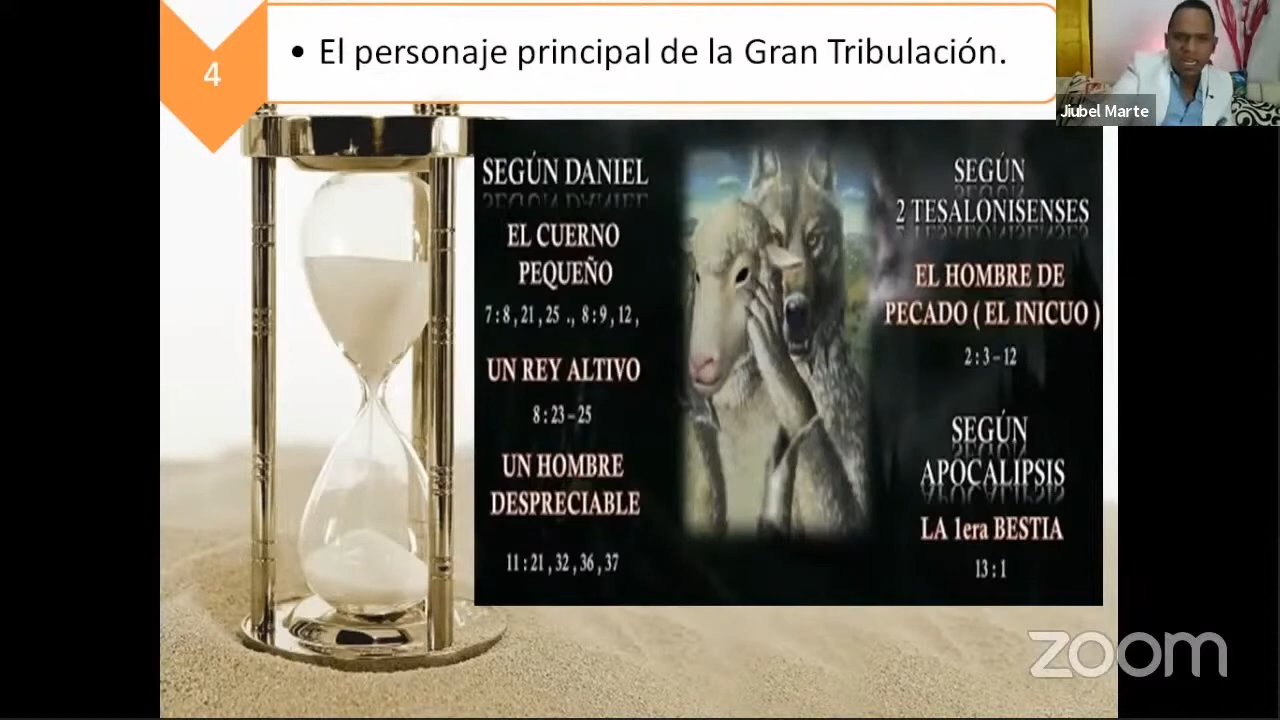 4
• El personaje principal de la Gran Tribulación.
Jiubel Marte
SEGÚN DANIEL
EL CUERNO
PEQUEÑO
7:8, 21, 25 ., 8:9, 12,
UN REY ALTIVO
8:23-25
UN HOMBRE
DESPRECIABLE
11:21, 32, 36, 37
SEGÚN
2 TESALONISENSES
EL HOMBRE DE
PECADO ( EL INICUO )
2:3-12
SEGÚN
APOCALIPSIS
LA 1era BESTIA
13:1
zoom